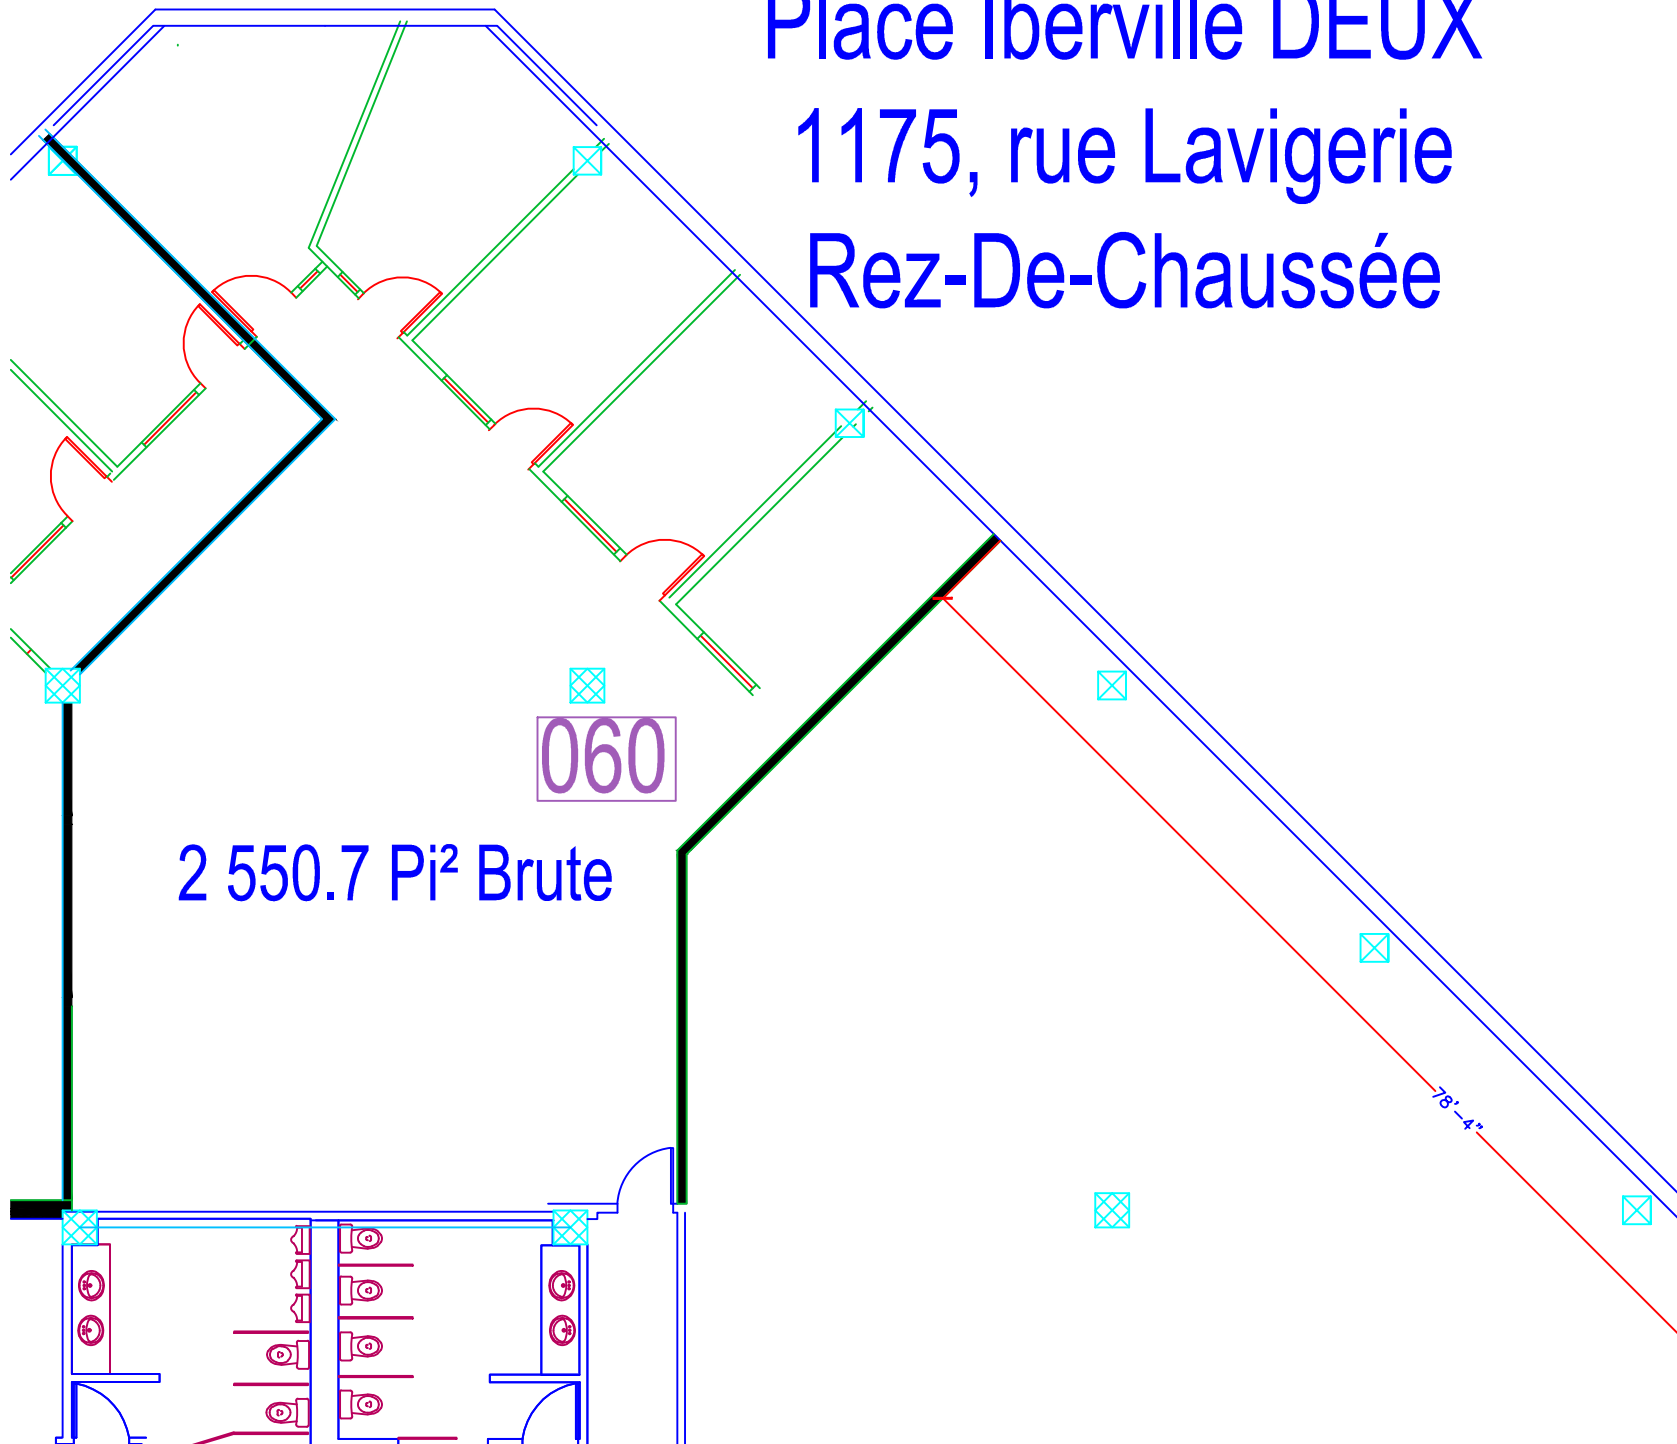 Place Iberville DEUX
1175, rue Lavigerie
Rez-De-Chaussée
060
2 550.7 Pi² Brute
78'-4"